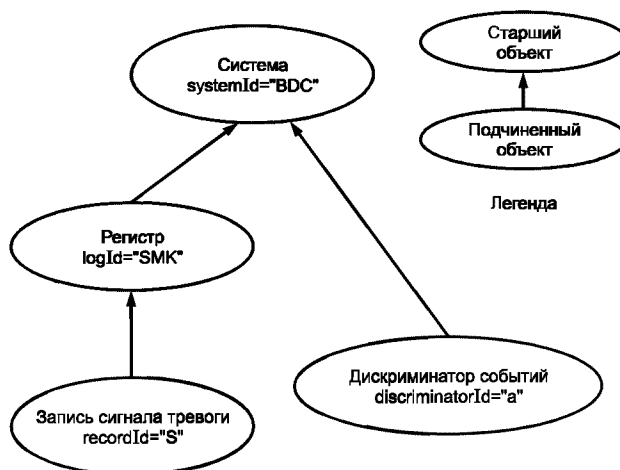 Система
systemId="BDC"
Старший
объект
Подчиненный
объект
Легенда
Регистр
logId="SMK"
Дискриминатор событий
discriminatorId="a"
Запись сигнала тревоги
recordId="S"